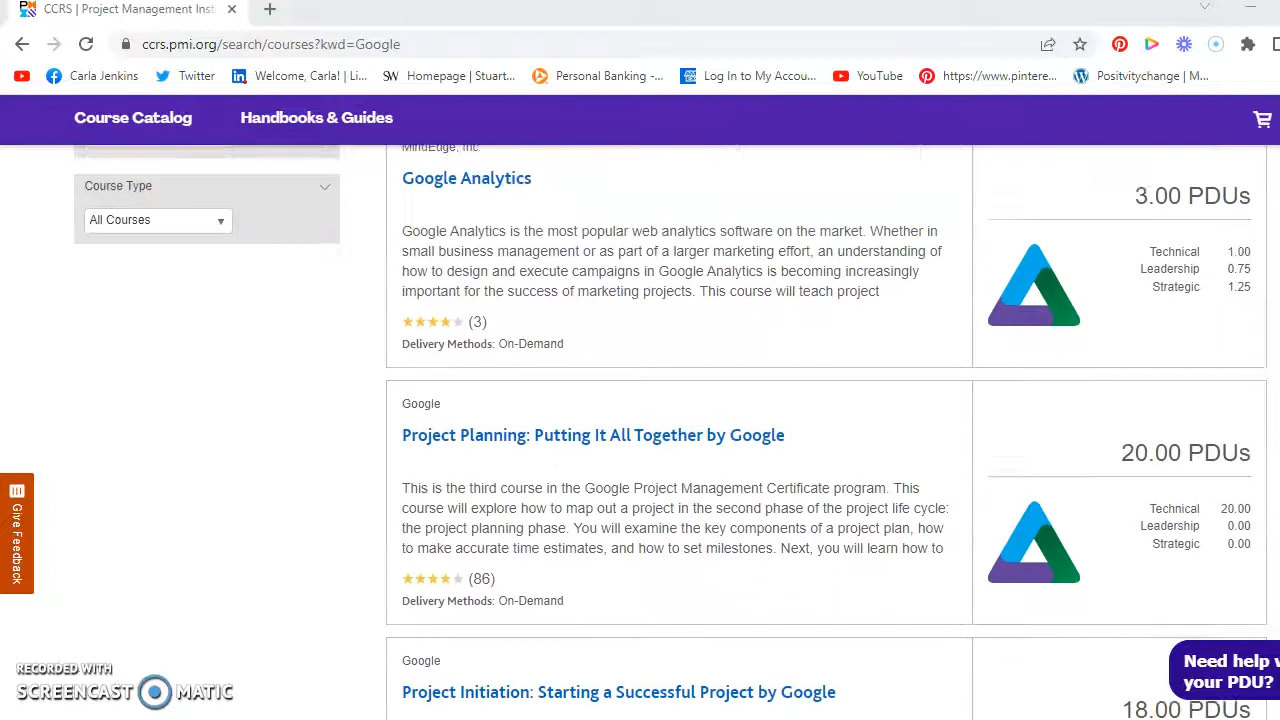 CCRS | Project Management Inst
ccrs.pmi.org/search/courses?kwd=Google
Carla Jenkins Twitter Welcome, Carla! | Li... Homepage | Stuart... Personal Banking -... Log In to My Accou... YouTube https://www.pintere... Positvitychange | M...
Course Catalog Handbooks & Guides
MindEdge, Inc
Course Type
All Courses
Google Analytics
3.00 PDUs
Google Analytics is the most popular web analytics software on the market. Whether in
small business management or as part of a larger marketing effort, an understanding of
how to design and execute campaigns in Google Analytics is becoming increasingly
important for the success of marketing projects. This course will teach project
Technical 1.00
Leadership 0.75
Strategic 1.25
(3)
Delivery Methods: On-Demand
Google
Project Planning: Putting It All Together by Google
20.00 PDUs
This is the third course in the Google Project Management Certificate program. This
course will explore how to map out a project in the second phase of the project life cycle:
the project planning phase. You will examine the key components of a project plan, how
to make accurate time estimates, and how to set milestones. Next, you will learn how to
Technical 20.00
Leadership 0.00
Strategic 0.00
(86)
Delivery Methods: On-Demand
Give Feedback
Google
Project Initiation: Starting a Successful Project by Google
18.00 PDUs
Need help
your PDU?
RECORDED WITH
SCREENCAST MATIC